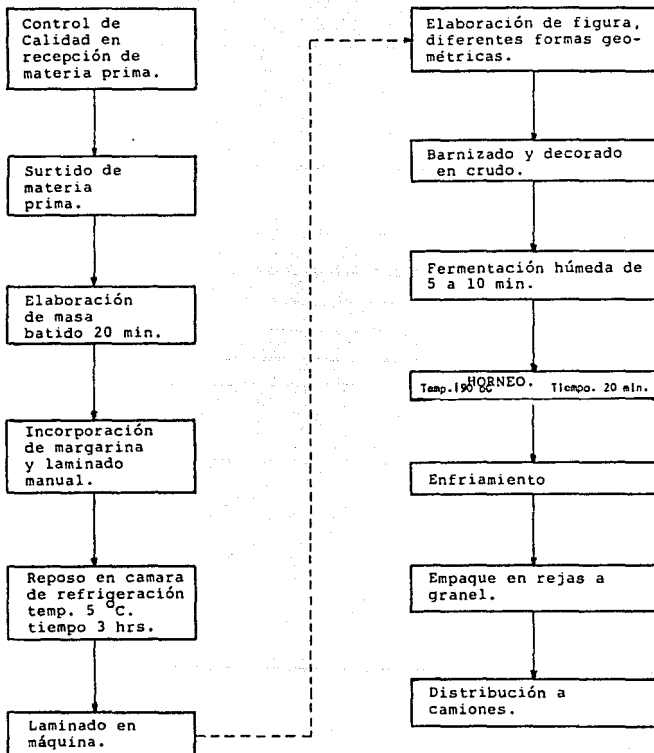 Control de
Calidad en
recepción de
materia prima.
Surtido de
materia
prima.
Elaboración
de masa
batido 20 min.
Incorporación
de margarina
y laminado
manual.
Reposo en camara
de refrigeración
temp. 5 °C.
tiempo 3 hrs.
Laminado en
máquina.
Elaboración de figura,
diferentes formas geo-
métricas.
Barnizado y decorado
en crudo.
Fermentación húmeda de
5 a 10 min.
HORNEO.
Temp. 190 °C Tiempo. 20 min.
Enfriamiento
Empaque en rejas a
granel.
Distribución a
camiones.